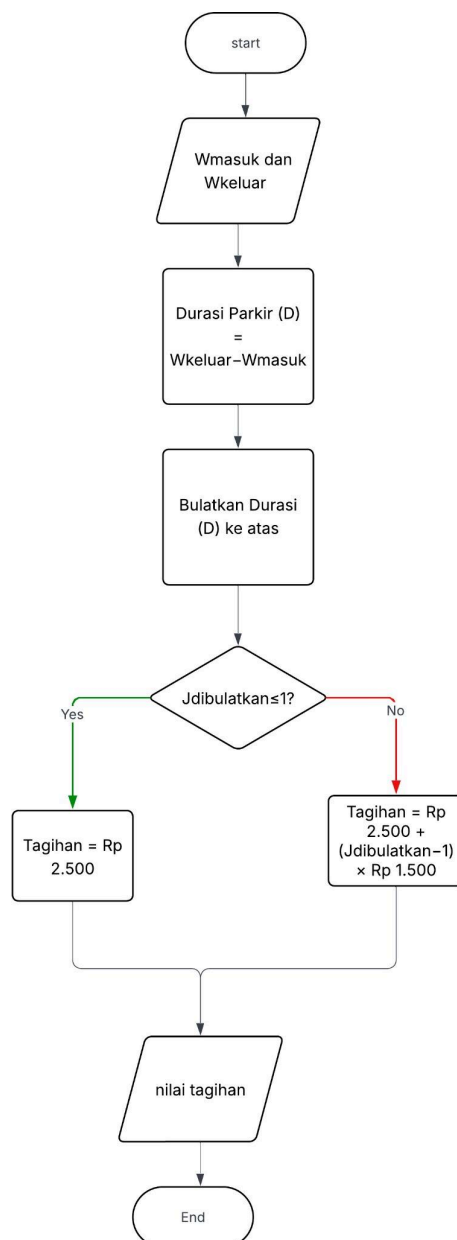 start
Wmasuk dan
Wkeluar
Durasi Parkir (D)
=
Wkeluar−Wmasuk
Bulatkan Durasi
(D) ke atas
Jdibulatkan≤1?
Yes
No
Tagihan = Rp
2.500
Tagihan = Rp
2.500 +
(Jdibulatkan−1)
× Rp 1.500
nilai tagihan
End